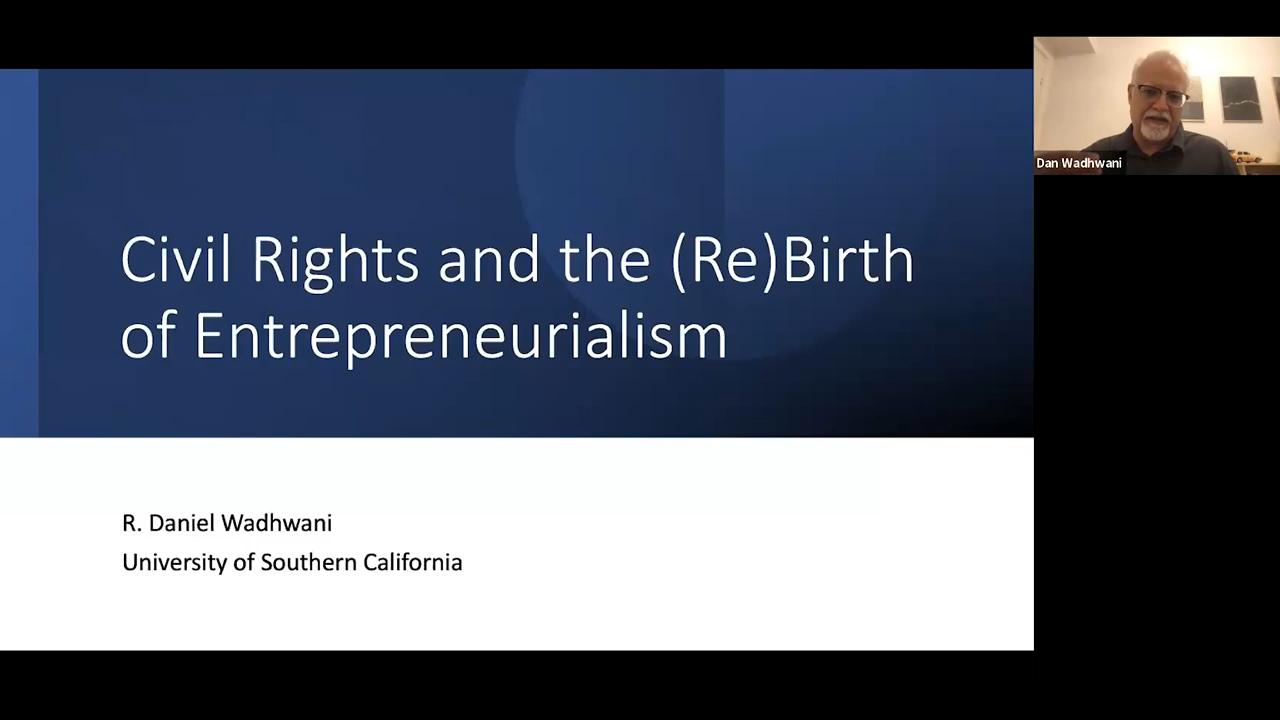 Civil Rights and the (Re)Birth
of Entrepreneurialism
R. Daniel Wadhwani
University of Southern California
Dan Wadhwani